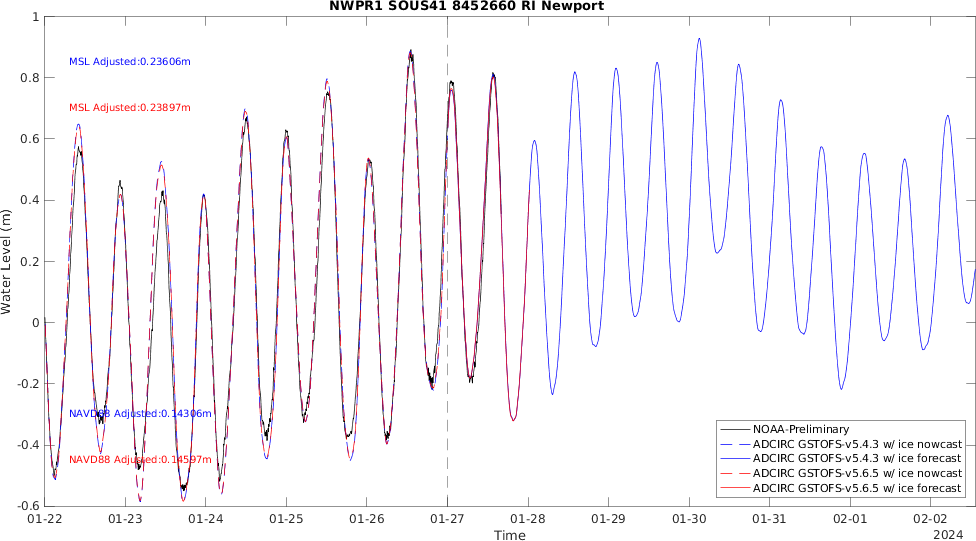 NWPR1 SOUS41 8452660 RI Newport
1
0.8
0.6
0.4
0.2
0
-0.2
-0.4
-0.6
Water Level (m)
MSL Adjusted:0.23606m
MSL Adjusted:0.23897m
NAVD88 Adjusted:0.14306m
NAVD88 Adjusted:0.14597m
NOAA-Preliminary
ADCIRC GSTOFS-v5.4.3 w/ ice nowcast
ADCIRC GSTOFS-v5.4.3 w/ ice forecast
ADCIRC GSTOFS-v5.6.5 w/ ice nowcast
ADCIRC GSTOFS-v5.6.5 w/ ice forecast
01-22 01-23 01-24 01-25 01-26 01-27 01-28 01-29 01-30 01-31 02-01 02-02
Time
2024